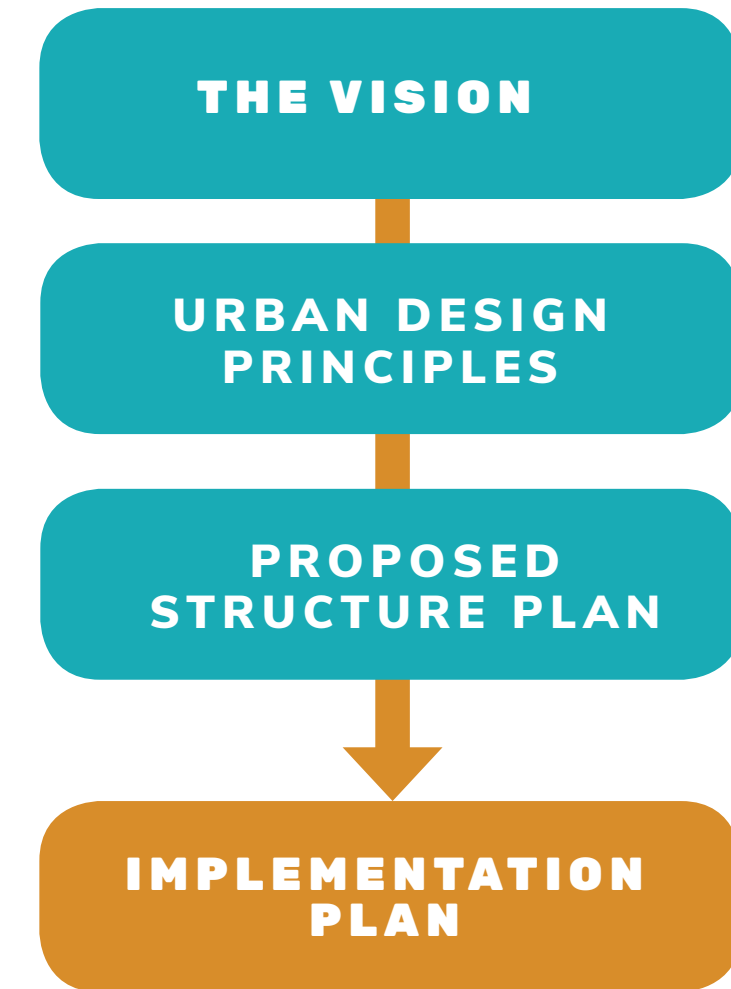 THE VISION
URBAN DESIGN
PRINCIPLES
PROPOSED
STRUCTURE PLAN
IMPLEMENTATION
PLAN